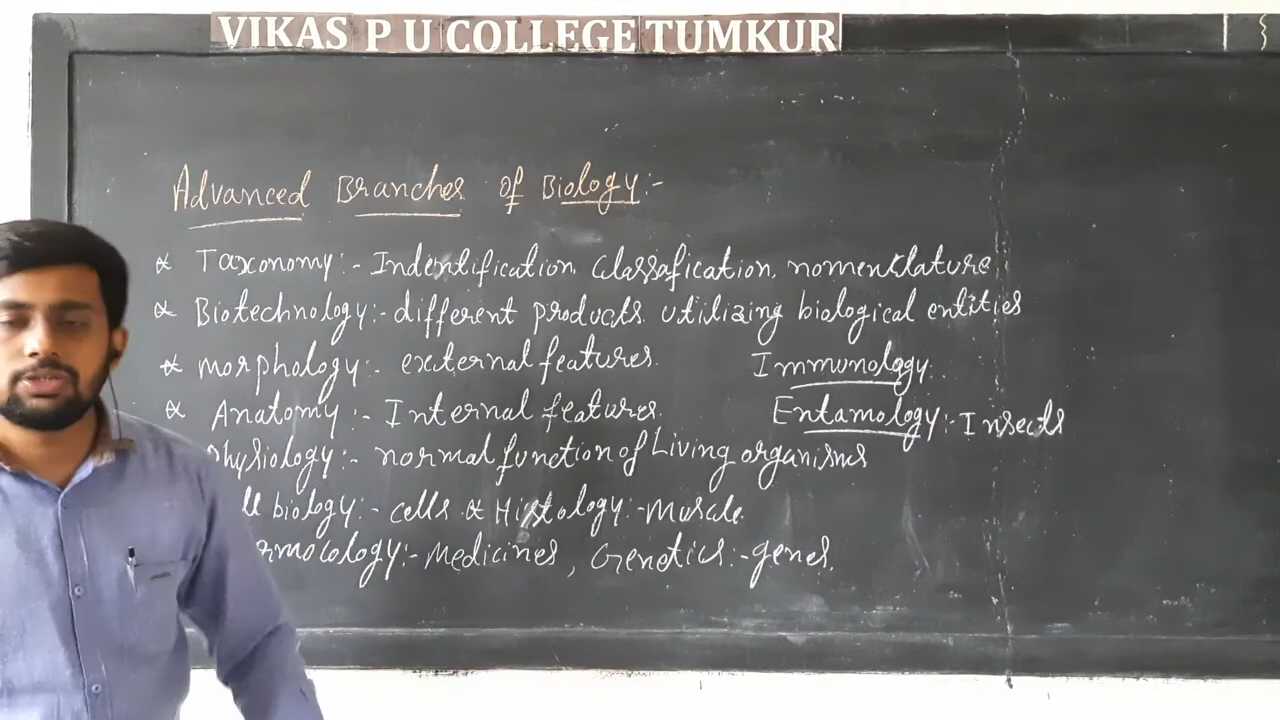 VIKAS P U COLLEGE TUMKUR
Advanced Branches of Biology:-
Taxonomy:- Indentification, Classafication, nomenclature
Biotechnology:- different products utilizing biological entities
morphology:- external features.
Immunology
Anatomy:- Internal features.
Entamology:- Insects
Physiology:- normal function of Living organisms
ll biology:- cells & Histology:- Muscle.
rmocology:- Medicines, Genetics:- genes.